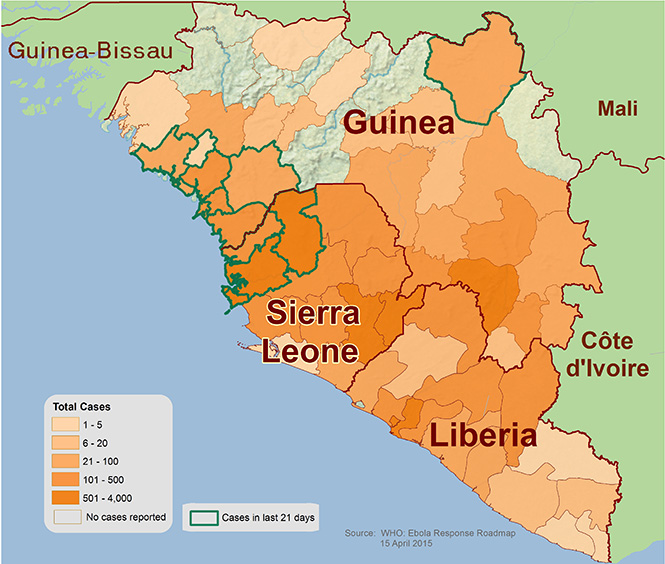 Guinea-Bissau
Mali
Guinea
Sierra
Leone
Côte
d'Ivoire
Liberia
Total Cases
1 - 5
6 - 20
21 - 100
101 - 500
501 - 4,000
No cases reported
Cases in last 21 days
Source: WHO: Ebola Response Roadmap
15 April 2015